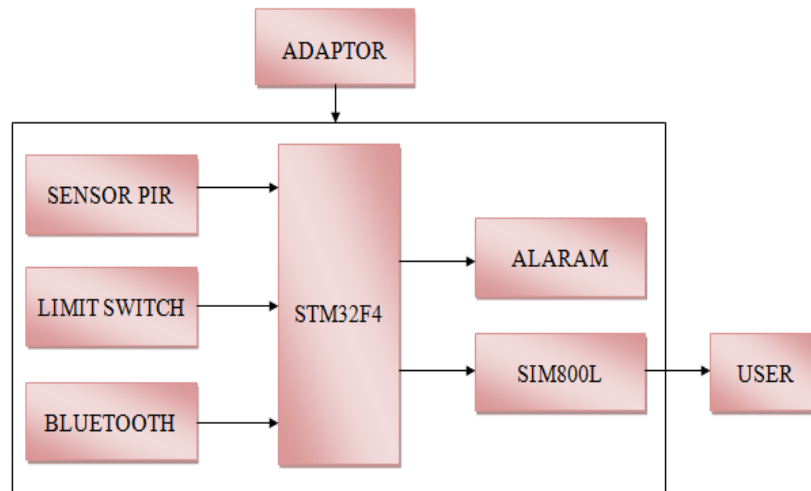 ADAPTOR
SENSOR PIR
LIMIT SWITCH
BLUETOOTH
STM32F4
ALARAM
SIM800L
USER